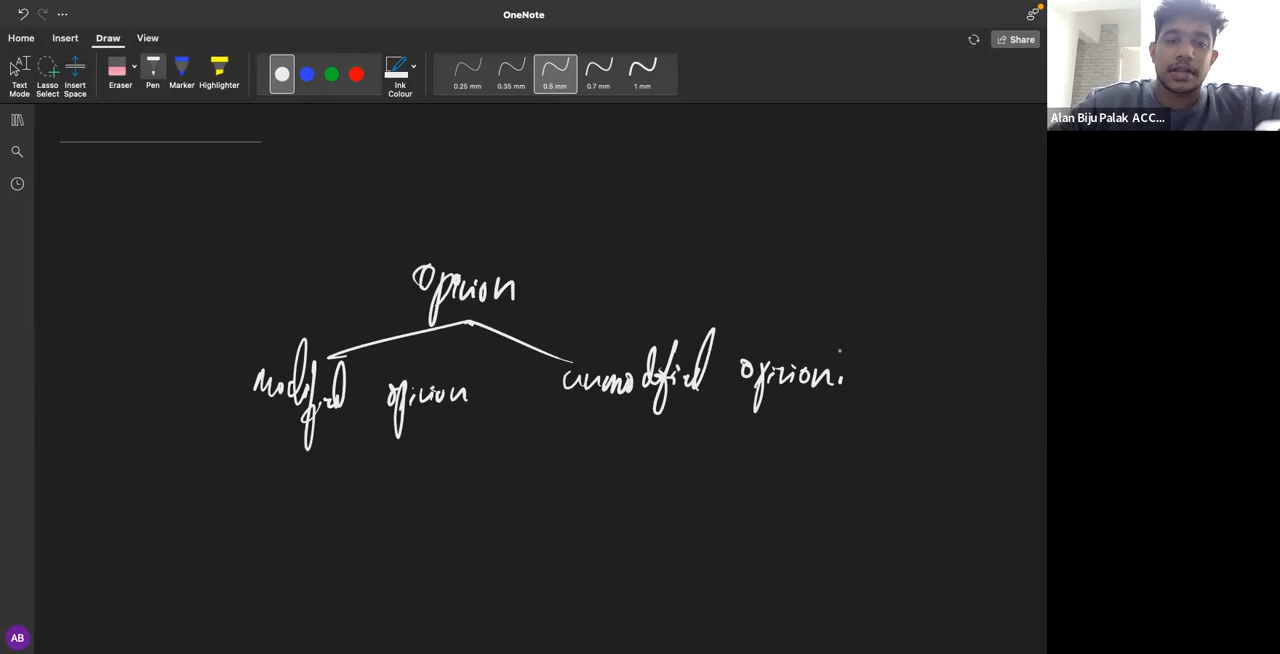 OneNote
Home Insert Draw View
Share
Text Mode
Lasso Select
Insert Space
Eraser
Pen
Marker
Highlighter
Ink Colour
0.25 mm
0.35 mm
0.5 mm
0.7 mm
1 mm
Alan Biju Palak ACC...
Opinion
modified opinion
unmodified opinion.
AB